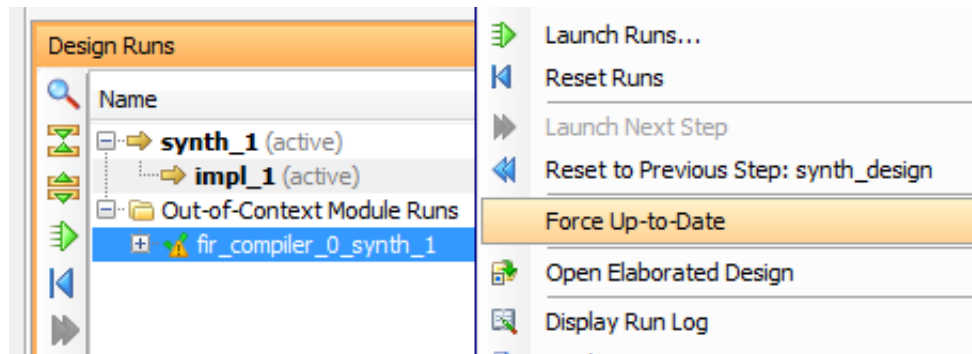 Design Runs
Name
synth_1 (active)
impl_1 (active)
Out-of-Context Module Runs
fir_compiler_0_synth_1
Launch Runs...
Reset Runs
Launch Next Step
Reset to Previous Step: synth_design
Force Up-to-Date
Open Elaborated Design
Display Run Log